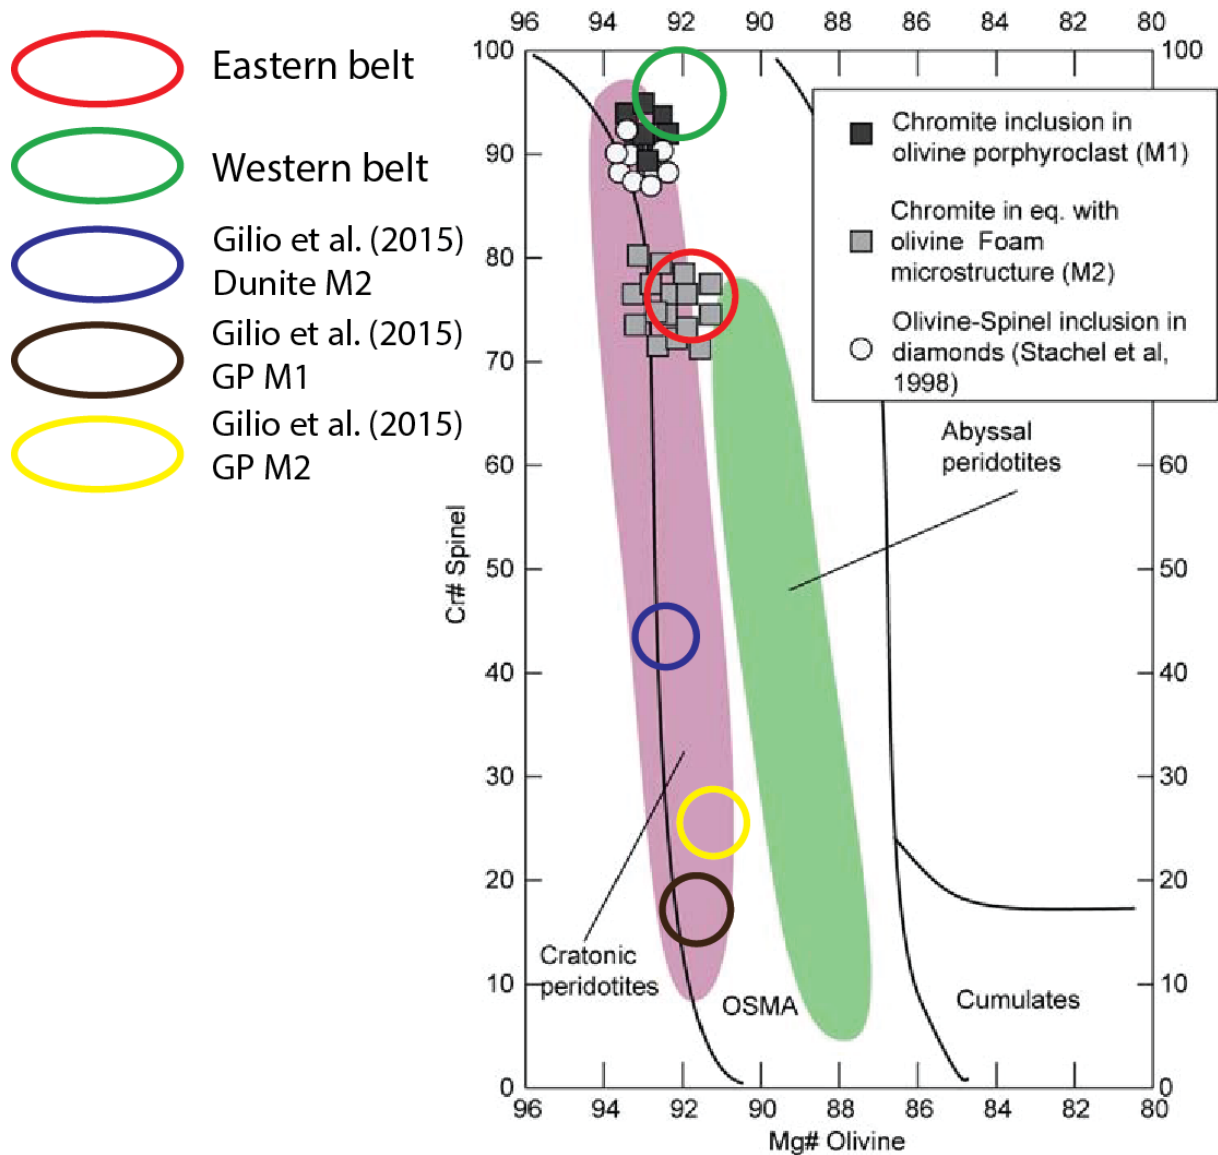 Eastern belt
Western belt
Gilio et al. (2015)
Dunite M2
Gilio et al. (2015)
GP M1
Gilio et al. (2015)
GP M2
96 94 92 90 88 86 84 82 80
100 100
90
80
70
60 60
50 50
40 40
30 30
20 20
10 10
0 0
96 94 92 90 88 86 84 82 80
Cr# Spinel
Mg# Olivine
Chromite inclusion in
olivine porphyroclast (M1)
Chromite in eq. with
olivine Foam
microstructure (M2)
Olivine-Spinel inclusion in
diamonds (Stachel et al,
1998)
Abyssal
peridotites
Cratonic
peridotites
OSMA
Cumulates